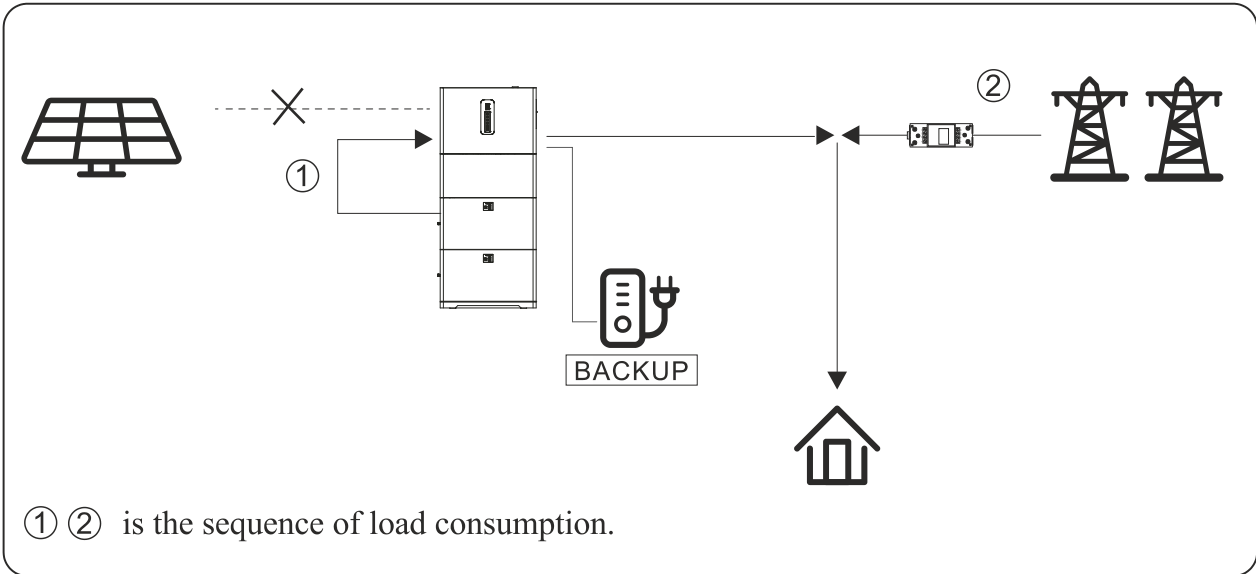 ②
①
BACKUP
① ② is the sequence of load consumption.